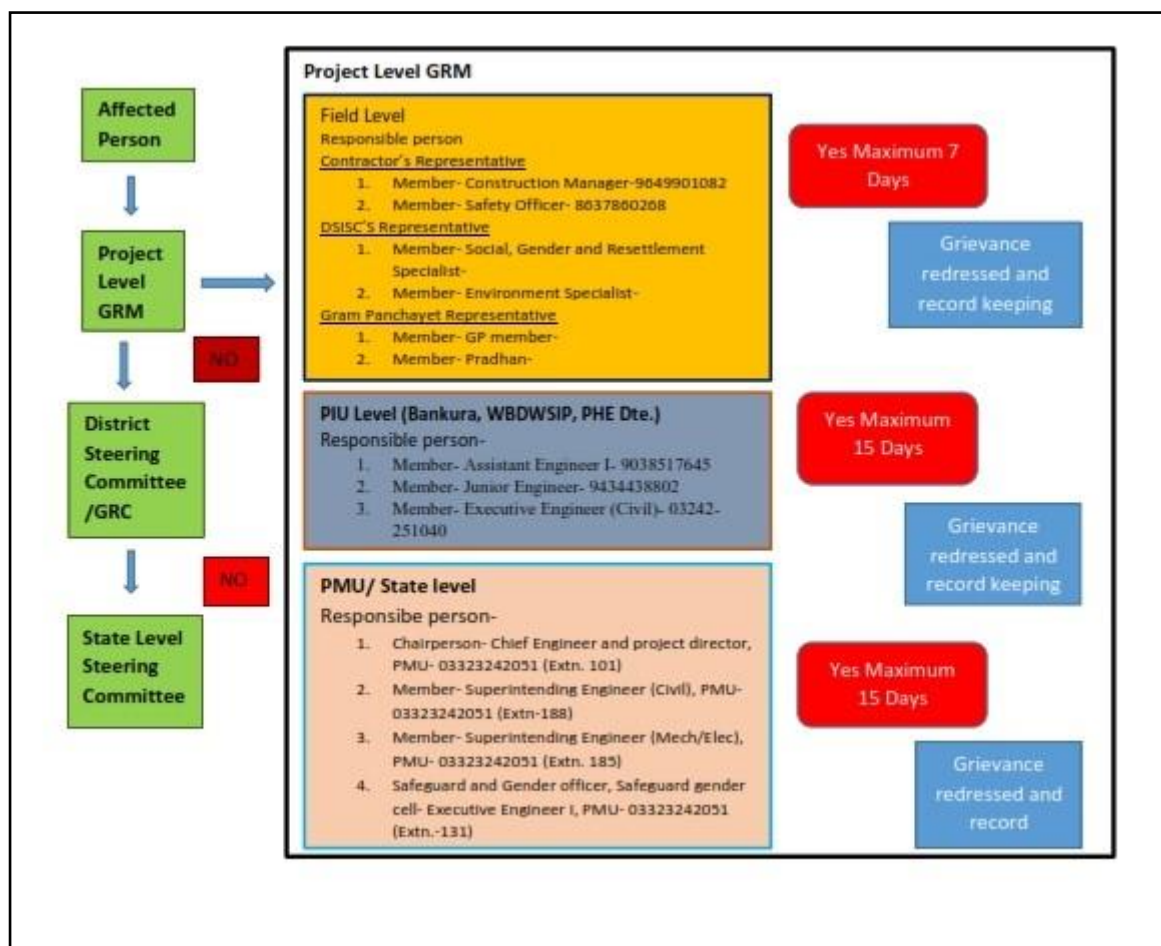 Affected
Person
Project
Level
GRM
NO
District
Steering
Committee
/GRC
NO
State Level
Steering
Committee
Project Level GRM
Field Level
Responsible person
Contractor's Representative
1. Member- Construction Manager-9649901082
2. Member- Safety Officer- 8637860268
DSISC'S Representative
1. Member- Social, Gender and Resettlement
Specialist-
2. Member- Environment Specialist-
Gram Panchayet Representative
1. Member- GP member-
2. Member- Pradhan-
Yes Maximum 7
Days
Grievance
redressed and
record keeping
PIU Level (Bankura, WBDWSIP, PHE Dte.)
Responsible person-
1. Member- Assistant Engineer I- 9038517645
2. Member- Junior Engineer- 9434438802
3. Member- Executive Engineer (Civil)- 03242-
251040
Yes Maximum
15 Days
Grievance
redressed and
record keeping
PMU/ State level
Responsibe person-
1. Chairperson- Chief Engineer and project director,
PMU- 03323242051 (Extn. 101)
2. Member- Superintending Engineer (Civil), PMU-
03323242051 (Extn-188)
3. Member- Superintending Engineer (Mech/Elec),
PMU- 03323242051 (Extn. 185)
4. Safeguard and Gender officer, Safeguard gender
cell- Executive Engineer I, PMU- 03323242051
(Extn.-131)
Yes Maximum
15 Days
Grievance
redressed and
record